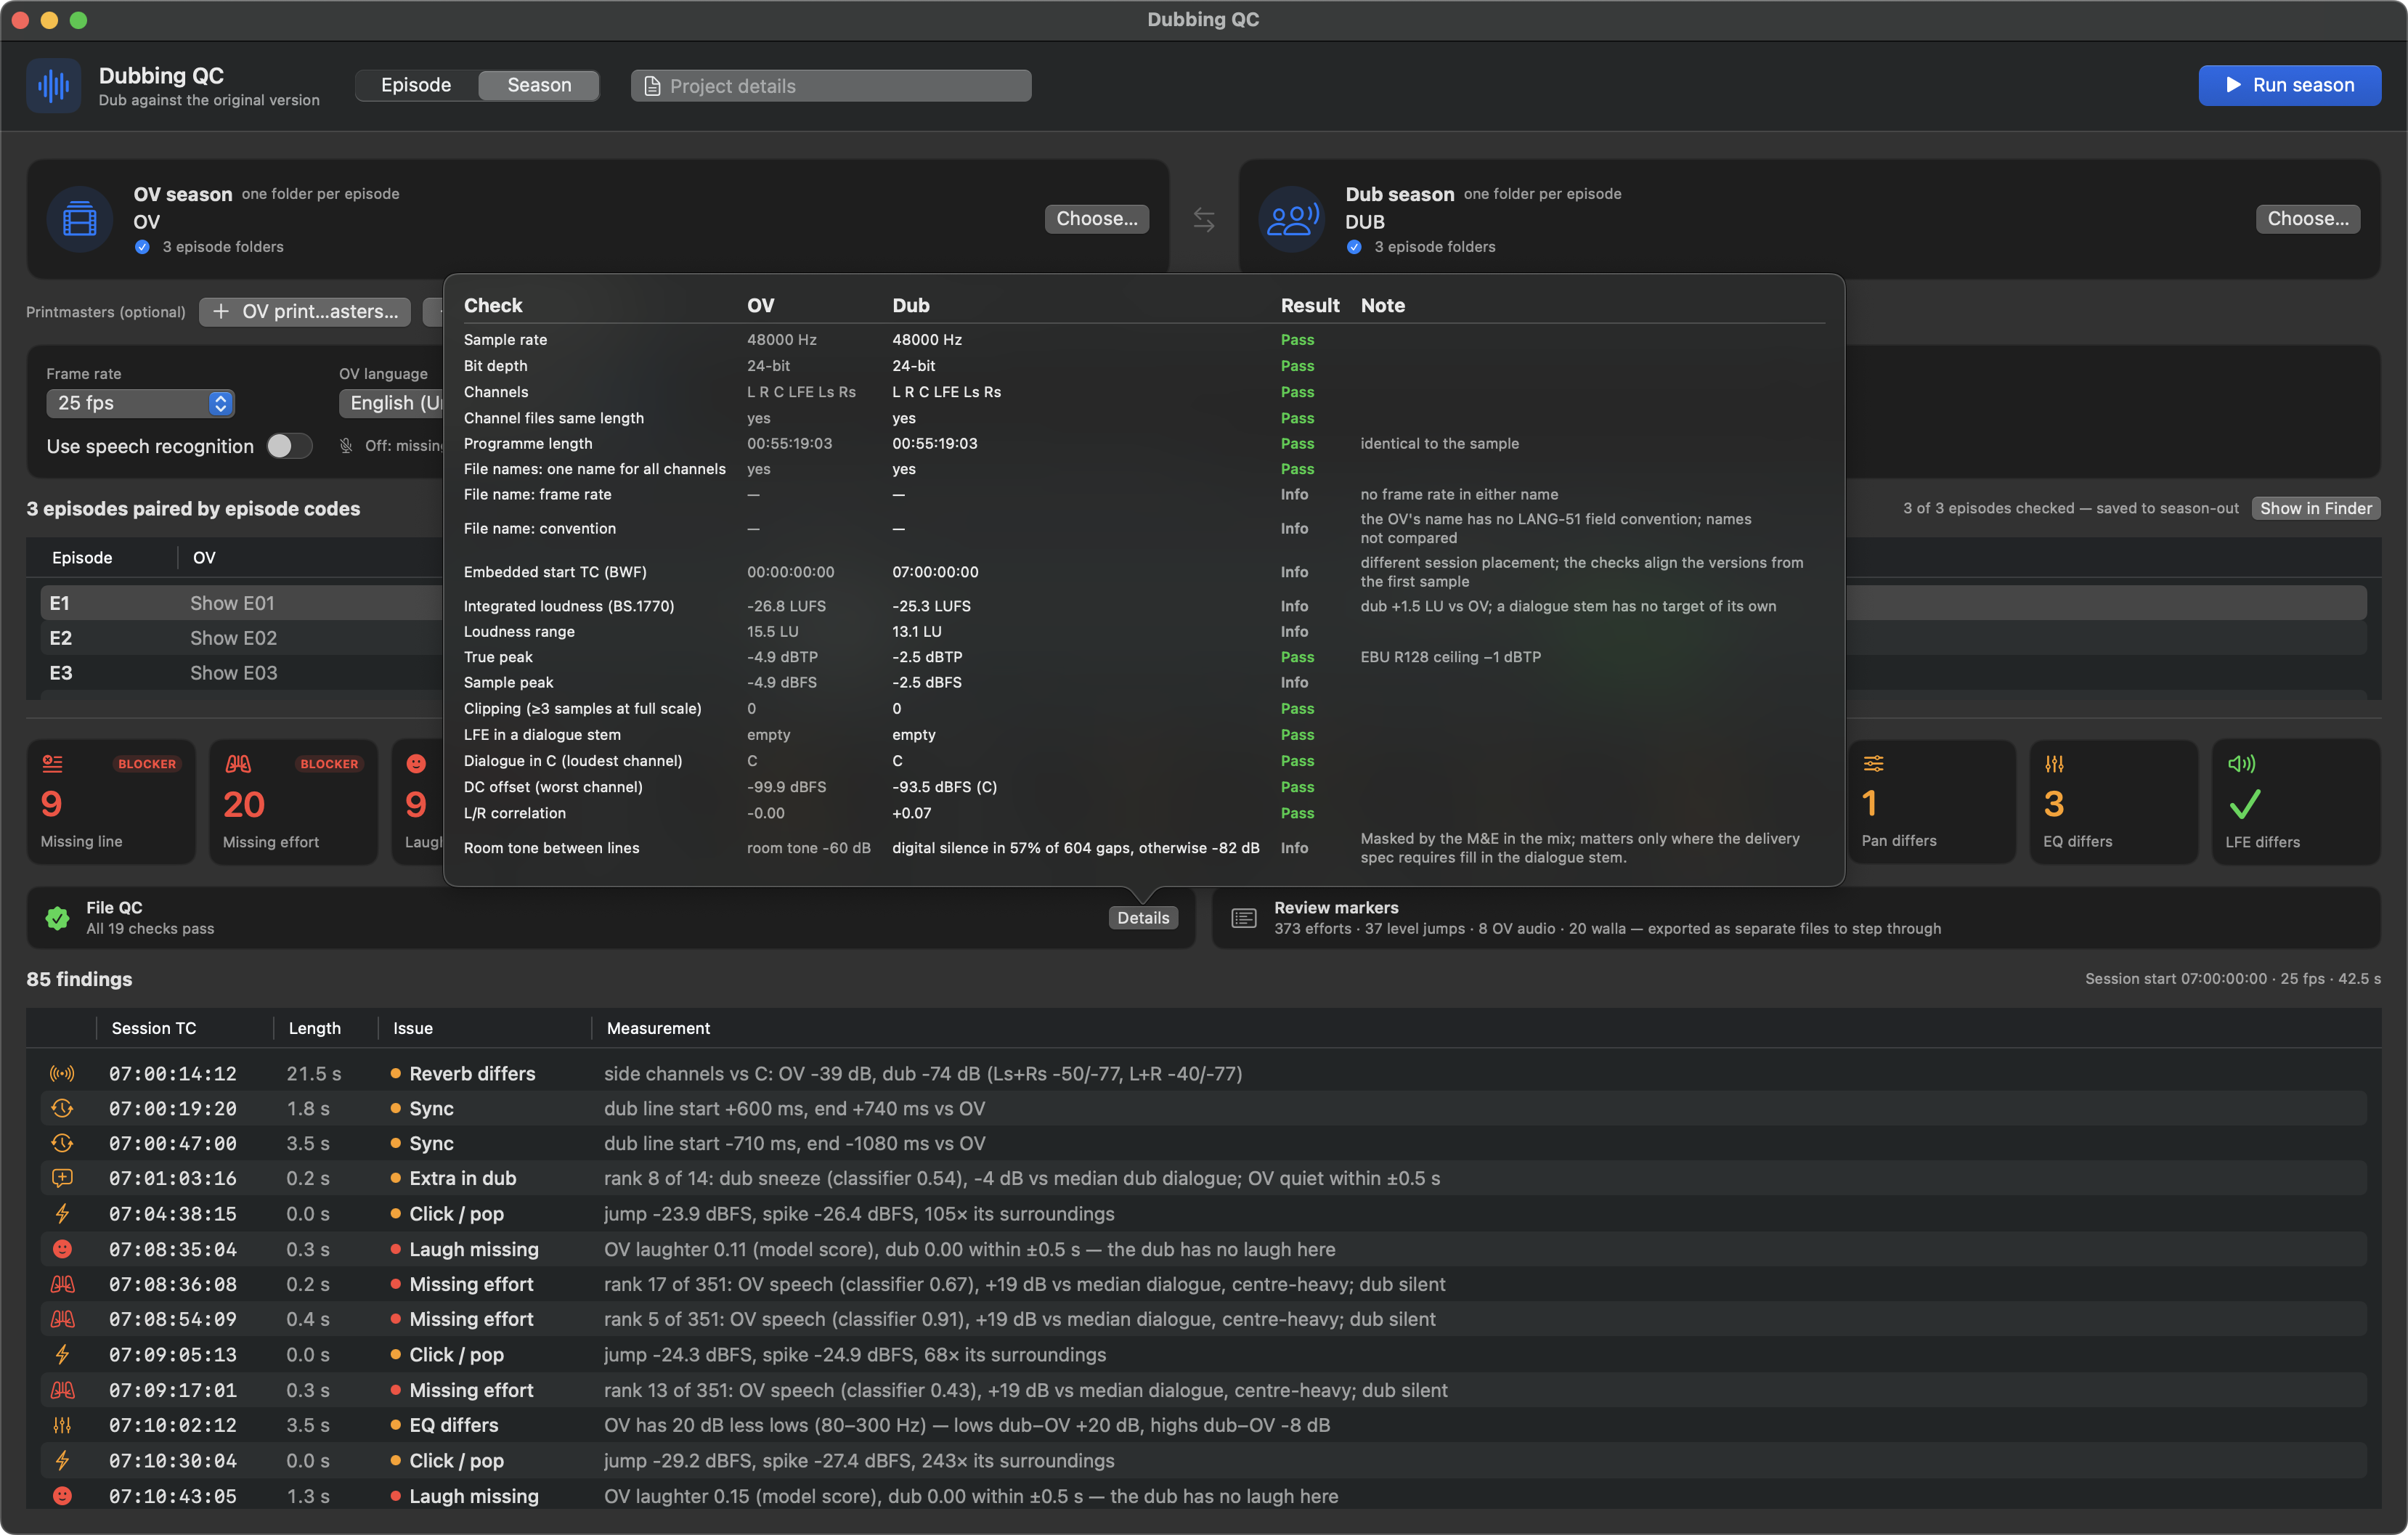 Dubbing QC
Dubbing QC
Dub against the original version
Episode
Season
Project details
Run season
OV season one folder per episode
OV
3 episode folders
Choose...
Dub season one folder per episode
DUB
3 episode folders
Choose...
Printmasters (optional)
OV print...asters...
Frame rate
25 fps
OV language
English (Un
Use speech recognition
Off: missing
Check OV Dub Result Note
Sample rate 48000 Hz 48000 Hz Pass
Bit depth 24-bit 24-bit Pass
Channels L R C LFE Ls Rs L R C LFE Ls Rs Pass
Channel files same length yes yes Pass
Programme length 00:55:19:03 00:55:19:03 Pass identical to the sample
File names: one name for all channels yes yes Pass
File name: frame rate — — Info no frame rate in either name
File name: convention — — Info the OV's name has no LANG-51 field convention; names
not compared
Embedded start TC (BWF) 00:00:00:00 07:00:00:00 Info different session placement; the checks align the versions from
the first sample
Integrated loudness (BS.1770) -26.8 LUFS -25.3 LUFS Info dub +1.5 LU vs OV; a dialogue stem has no target of its own
Loudness range 15.5 LU 13.1 LU Info
True peak -4.9 dBTP -2.5 dBTP Pass EBU R128 ceiling −1 dBTP
Sample peak -4.9 dBFS -2.5 dBFS Info
Clipping (≥3 samples at full scale) 0 0 Pass
LFE in a dialogue stem empty empty Pass
Dialogue in C (loudest channel) C C Pass
DC offset (worst channel) -99.9 dBFS -93.5 dBFS (C) Pass
L/R correlation -0.00 +0.07 Pass
Room tone between lines room tone -60 dB digital silence in 57% of 604 gaps, otherwise -82 dB Info Masked by the M&E in the mix; matters only where the delivery
spec requires fill in the dialogue stem.
3 episodes paired by episode codes
3 of 3 episodes checked — saved to season-out
Show in Finder
Episode OV
E1 Show E01
E2 Show E02
E3 Show E03
BLOCKER
9
Missing line
BLOCKER
20
Missing effort
9
Laugh
1
Pan differs
3
EQ differs
LFE differs
File QC
All 19 checks pass
Details
Review markers
373 efforts · 37 level jumps · 8 OV audio · 20 walla — exported as separate files to step through
85 findings
Session start 07:00:00:00 · 25 fps · 42.5 s
Session TC Length Issue Measurement
07:00:14:12 21.5 s Reverb differs side channels vs C: OV -39 dB, dub -74 dB (Ls+Rs -50/-77, L+R -40/-77)
07:00:19:20 1.8 s Sync dub line start +600 ms, end +740 ms vs OV
07:00:47:00 3.5 s Sync dub line start -710 ms, end -1080 ms vs OV
07:01:03:16 0.2 s Extra in dub rank 8 of 14: dub sneeze (classifier 0.54), -4 dB vs median dub dialogue; OV quiet within ±0.5 s
07:04:38:15 0.0 s Click / pop jump -23.9 dBFS, spike -26.4 dBFS, 105× its surroundings
07:08:35:04 0.3 s Laugh missing OV laughter 0.11 (model score), dub 0.00 within ±0.5 s — the dub has no laugh here
07:08:36:08 0.2 s Missing effort rank 17 of 351: OV speech (classifier 0.67), +19 dB vs median dialogue, centre-heavy; dub silent
07:08:54:09 0.4 s Missing effort rank 5 of 351: OV speech (classifier 0.91), +19 dB vs median dialogue, centre-heavy; dub silent
07:09:05:13 0.0 s Click / pop jump -24.3 dBFS, spike -24.9 dBFS, 68× its surroundings
07:09:17:01 0.3 s Missing effort rank 13 of 351: OV speech (classifier 0.43), +19 dB vs median dialogue, centre-heavy; dub silent
07:10:02:12 3.5 s EQ differs OV has 20 dB less lows (80–300 Hz) — lows dub−OV +20 dB, highs dub−OV -8 dB
07:10:30:04 0.0 s Click / pop jump -29.2 dBFS, spike -27.4 dBFS, 243× its surroundings
07:10:43:05 1.3 s Laugh missing OV laughter 0.15 (model score), dub 0.00 within ±0.5 s — the dub has no laugh here